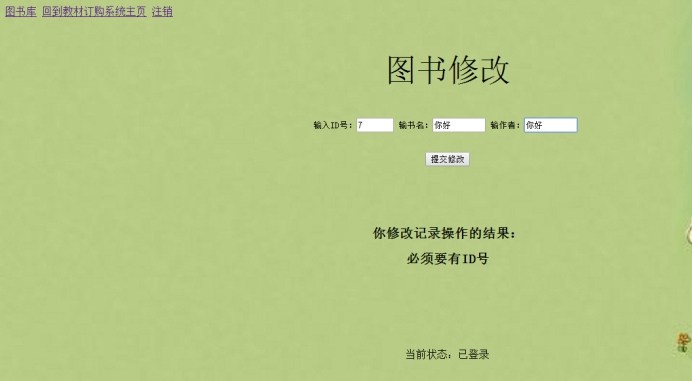 图书库 回到教材订购系统主页 注销
图书修改
输入ID号：7 输书名：你好 输作者：你好
提交修改
你修改记录操作的结果：
必须要有ID号
当前状态：已登录